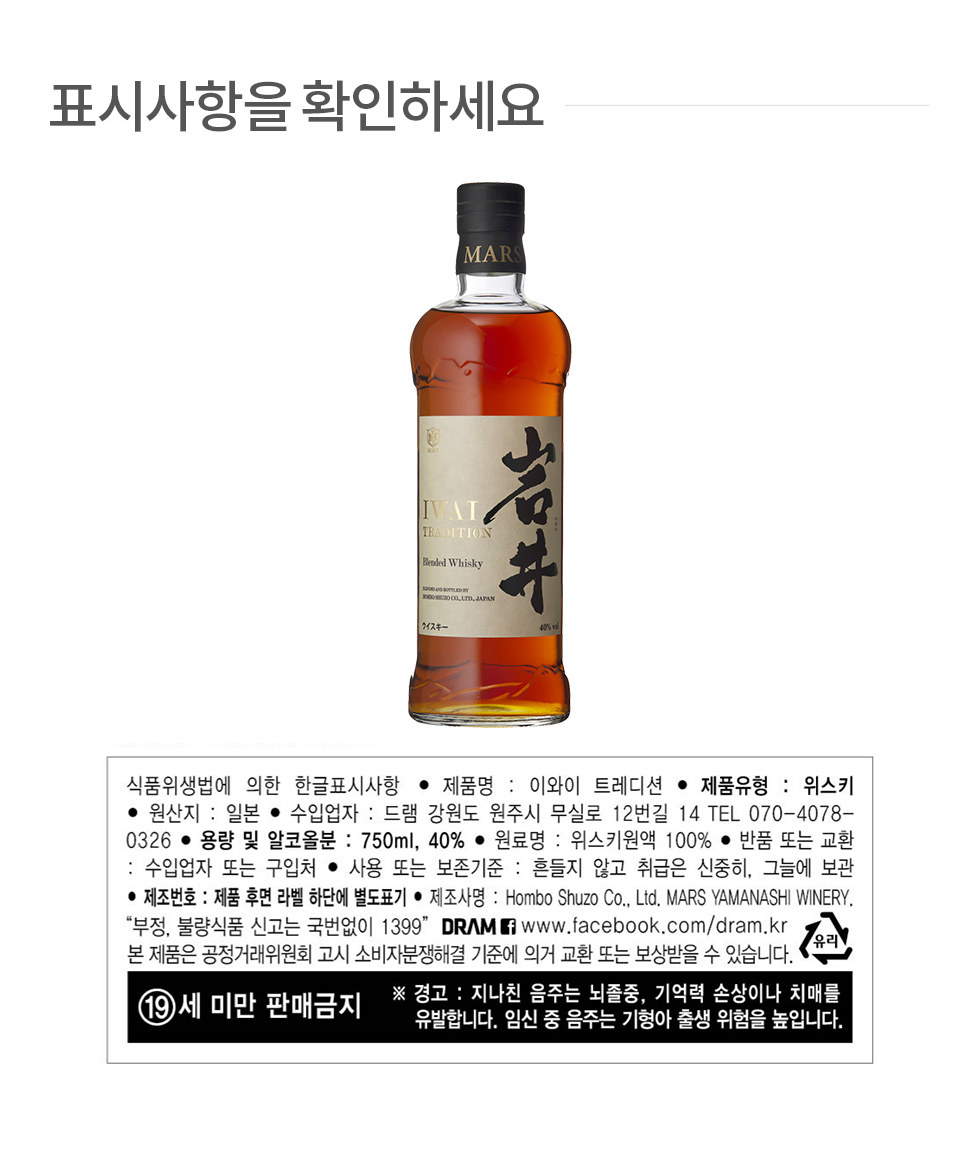 표시사항을 확인하세요
MARS
MARS
岩井
IWAI
TRADITION
Blended Whisky
BLENDED AND BOTTLED BY
HOMBO SHUZO CO., LTD., JAPAN
ウイスキー
40% vol
식품위생법에 의한 한글표시사항 ● 제품명 : 이와이 트레디션 ● 제품유형 : 위스키
● 원산지 : 일본 ● 수입업자 : 드램 강원도 원주시 무실로 12번길 14 TEL 070-4078-
0326 ● 용량 및 알코올분 : 750ml, 40% ● 원료명 : 위스키원액 100% ● 반품 또는 교환
: 수입업자 또는 구입처 ● 사용 또는 보존기준 : 흔들지 않고 취급은 신중히, 그늘에 보관
● 제조번호 : 제품 후면 라벨 하단에 별도표기 ● 제조사명 : Hombo Shuzo Co., Ltd, MARS YAMANASHI WINERY.
“부정, 불량식품 신고는 국번없이 1399” DRAM f www.facebook.com/dram.kr
유리
본 제품은 공정거래위원회 고시 소비자분쟁해결 기준에 의거 교환 또는 보상받을 수 있습니다.
⑲세 미만 판매금지
※ 경고 : 지나친 음주는 뇌졸중, 기억력 손상이나 치매를
유발합니다. 임신 중 음주는 기형아 출생 위험을 높입니다.